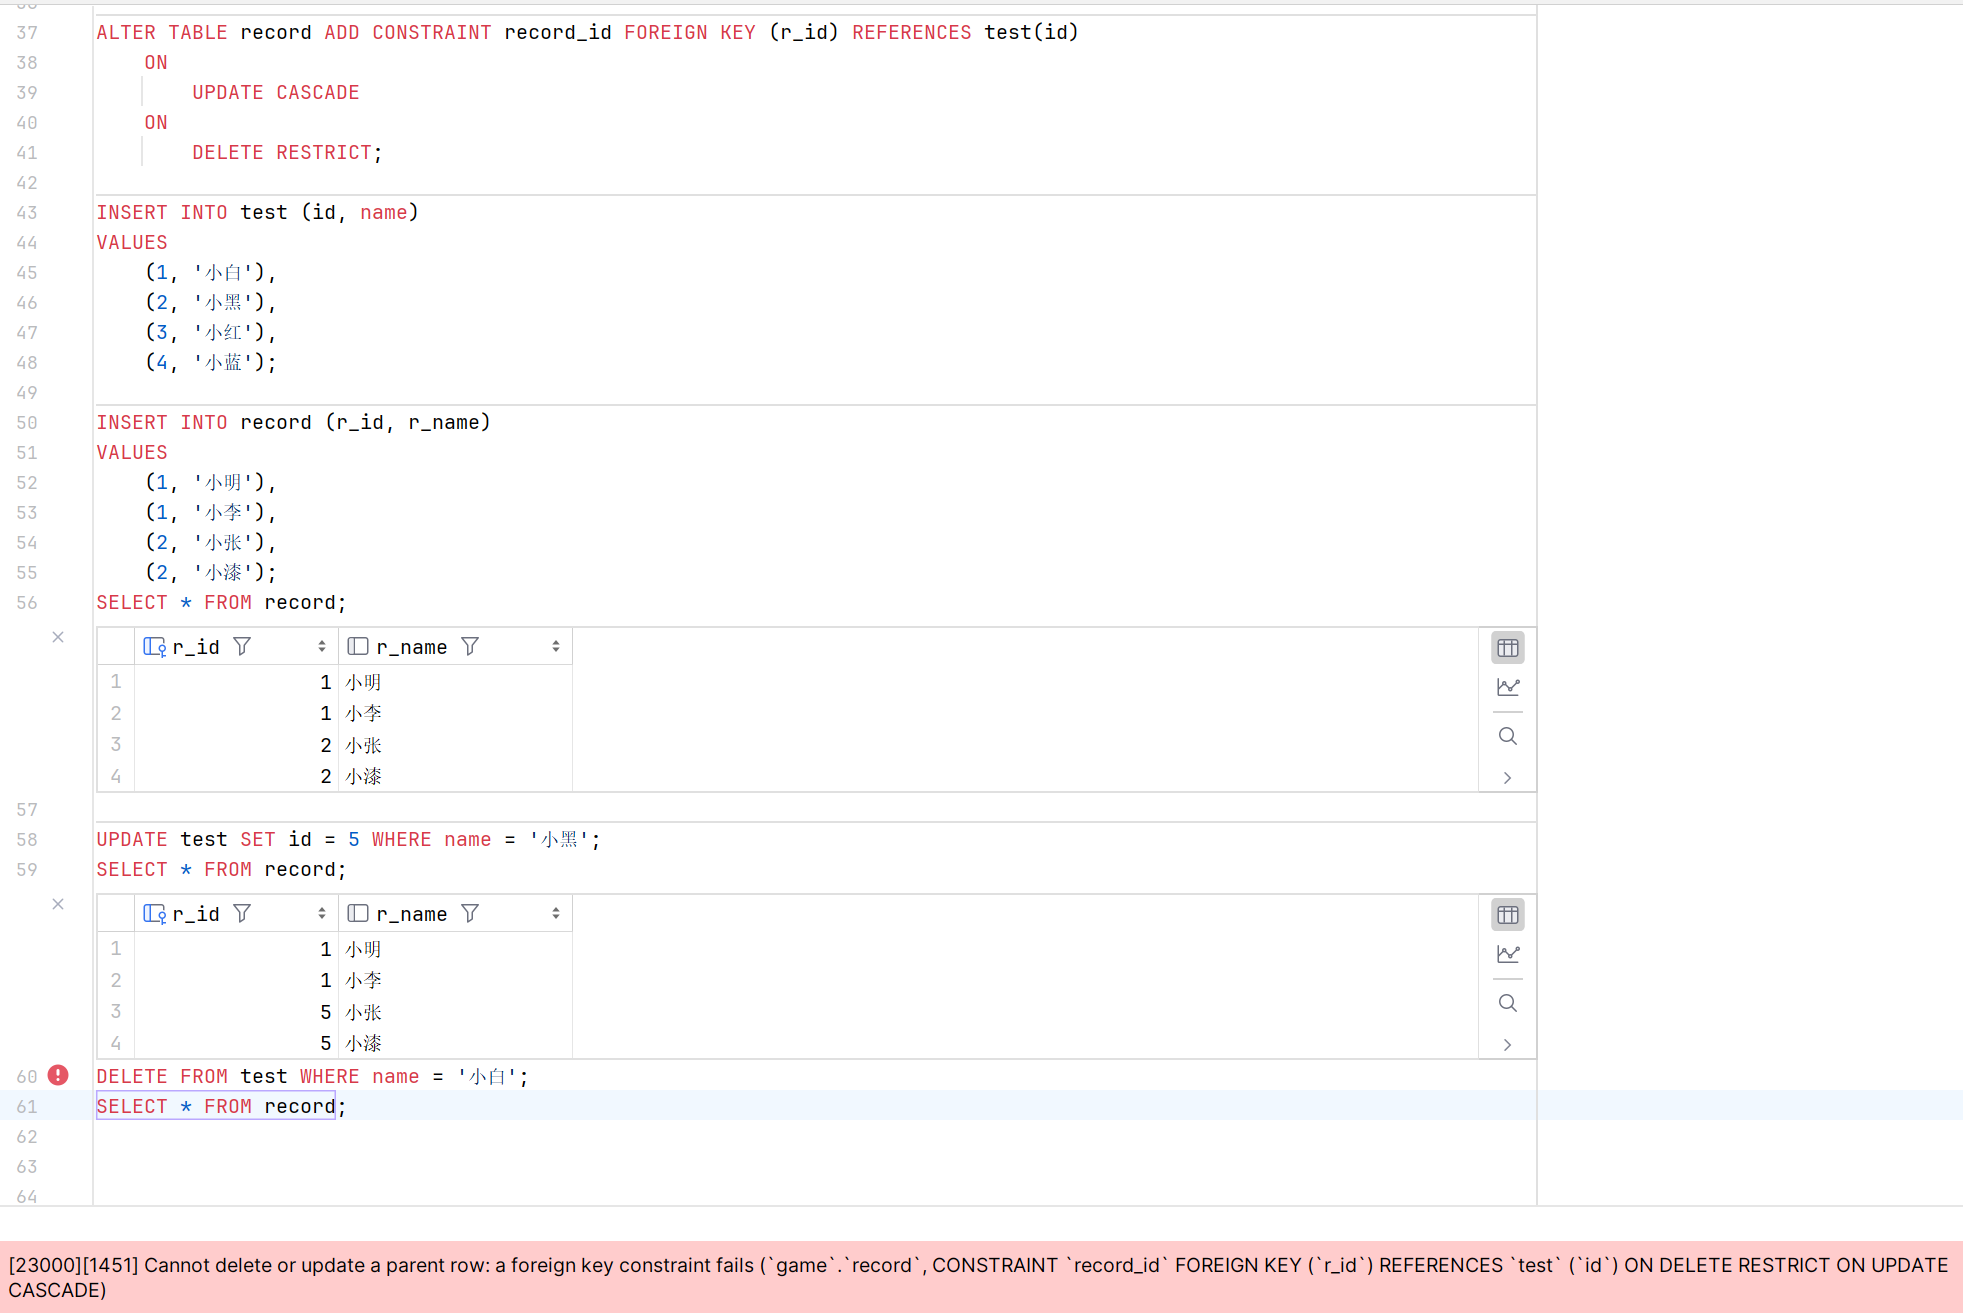 37 ALTER TABLE record ADD CONSTRAINT record_id FOREIGN KEY (r_id) REFERENCES test(id)
38 ON
39 UPDATE CASCADE
40 ON
41 DELETE RESTRICT;
42
43 INSERT INTO test (id, name)
44 VALUES
45 (1, '小白'),
46 (2, '小黑'),
47 (3, '小红'),
48 (4, '小蓝');
49
50 INSERT INTO record (r_id, r_name)
51 VALUES
52 (1, '小明'),
53 (1, '小李'),
54 (2, '小张'),
55 (2, '小漆');
56 SELECT * FROM record;
r_id r_name
1 1 小明
2 1 小李
3 2 小张
4 2 小漆
57
58 UPDATE test SET id = 5 WHERE name = '小黑';
59 SELECT * FROM record;
r_id r_name
1 1 小明
2 1 小李
3 5 小张
4 5 小漆
60 DELETE FROM test WHERE name = '小白';
61 SELECT * FROM record;
62
63
64
[23000][1451] Cannot delete or update a parent row: a foreign key constraint fails (`game`.`record`, CONSTRAINT `record_id` FOREIGN KEY (`r_id`) REFERENCES `test` (`id`) ON DELETE RESTRICT ON UPDATE
CASCADE)